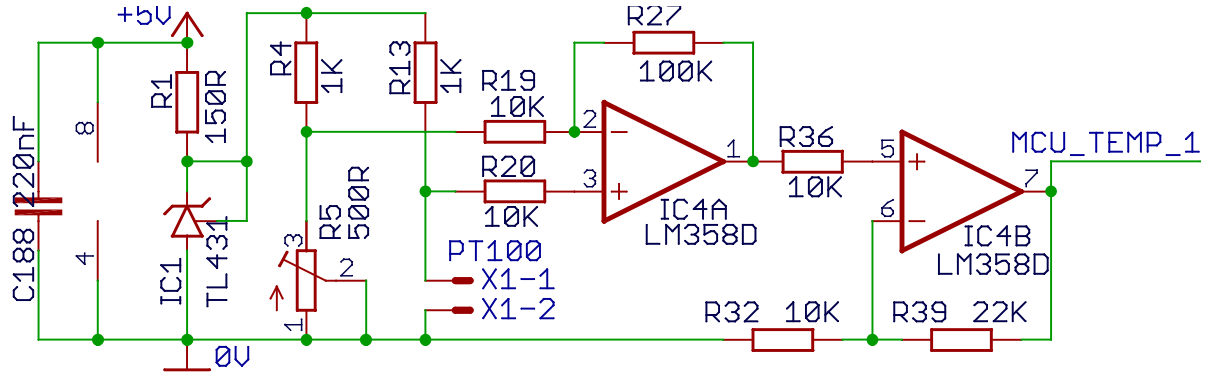 +5V
R27
R4
1K
R13
1K
100K
R1
150R
R19
10K
2
8
C188 220nF
1
R36
5
MCU_TEMP_1
R20
3
10K
7
10K
IC4A
LM358D
6
R5
500R
IC4B
LM358D
3
PT100
2
4
IC1
TL431
X1-1
X1-2
1
R32 10K
R39 22K
0V